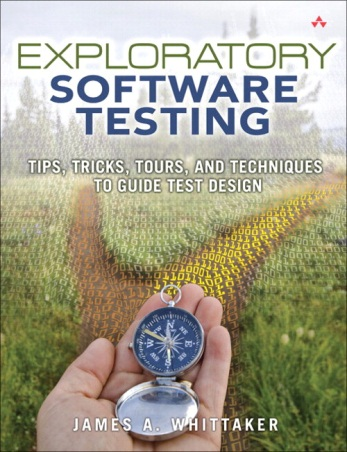 EXPLORATORY
SOFTWARE
TESTING
TIPS, TRICKS, TOURS, AND TECHNIQUES
TO GUIDE TEST DESIGN
JAMES A. WHITTAKER